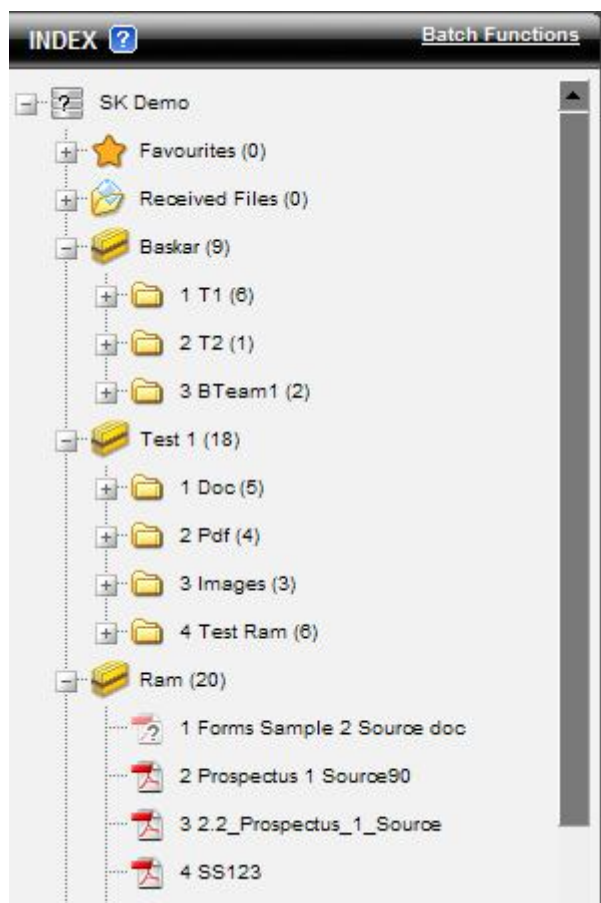 INDEX ? Batch Functions
? SK Demo
Favourites (0)
Received Files (0)
Baskar (9)
1 T1 (6)
2 T2 (1)
3 BTeam1 (2)
Test 1 (18)
1 Doc (5)
2 Pdf (4)
3 Images (3)
4 Test Ram (6)
Ram (20)
? 1 Forms Sample 2 Source doc
2 Prospectus 1 Source90
3 2.2_Prospectus_1_Source
4 SS123